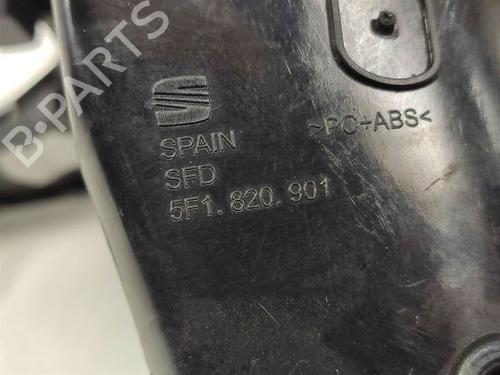 B-PARTS
SPAIN
>PC+ABS<
SFD
5F1. 820. 901